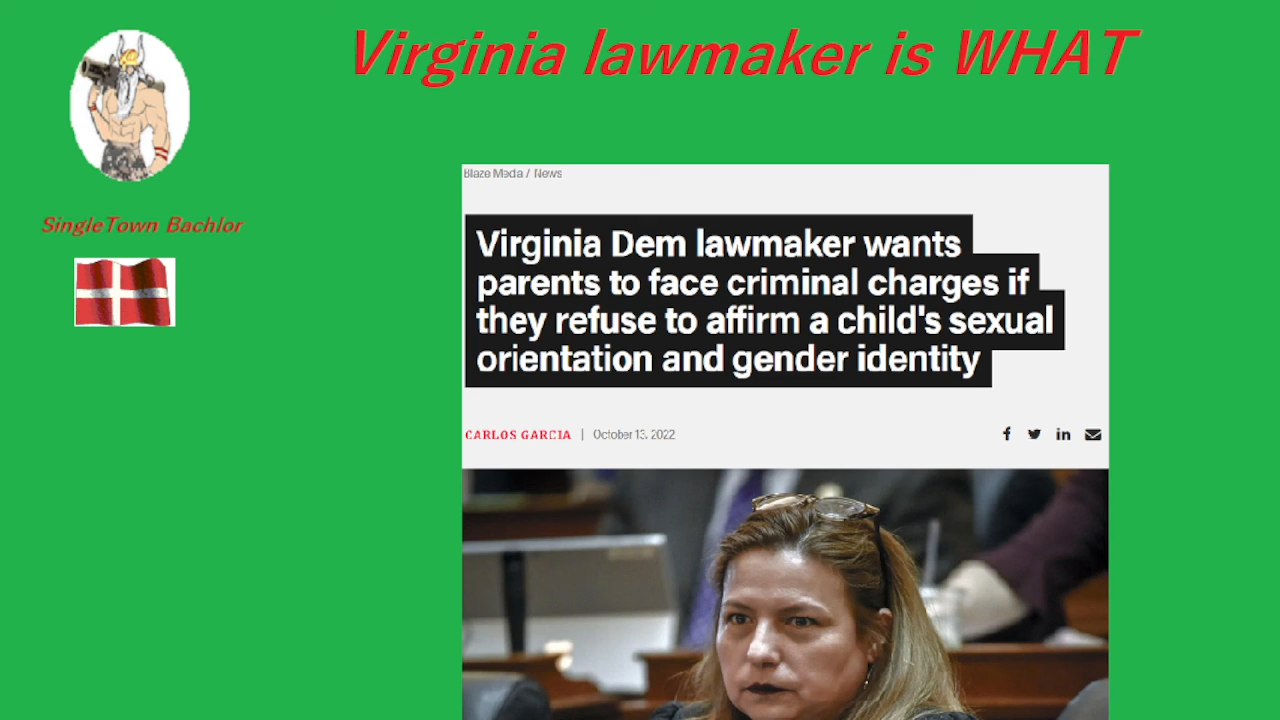 Virginia lawmaker is WHAT
SingleTown Bachlor
Blaze Media / News
Virginia Dem lawmaker wants
parents to face criminal charges if
they refuse to affirm a child's sexual
orientation and gender identity
CARLOS GARCIA | October 13, 2022